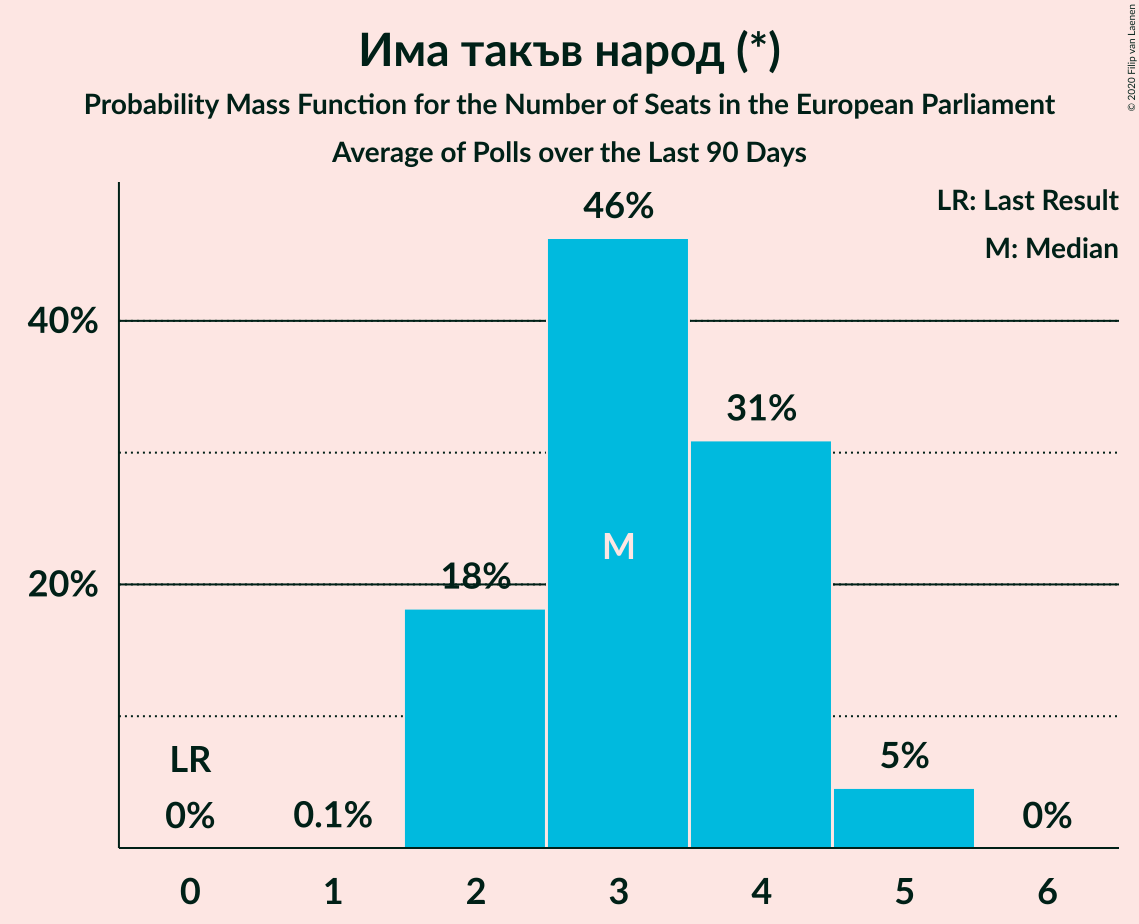 Има такъв народ (*)
Probability Mass Function for the Number of Seats in the European Parliament
Average of Polls over the Last 90 Days
© 2020 Filip van Laenen
LR: Last Result
M: Median
46%
40%
31%
M
20%
18%
LR
0%
0.1%
5%
0%
0 1 2 3 4 5 6